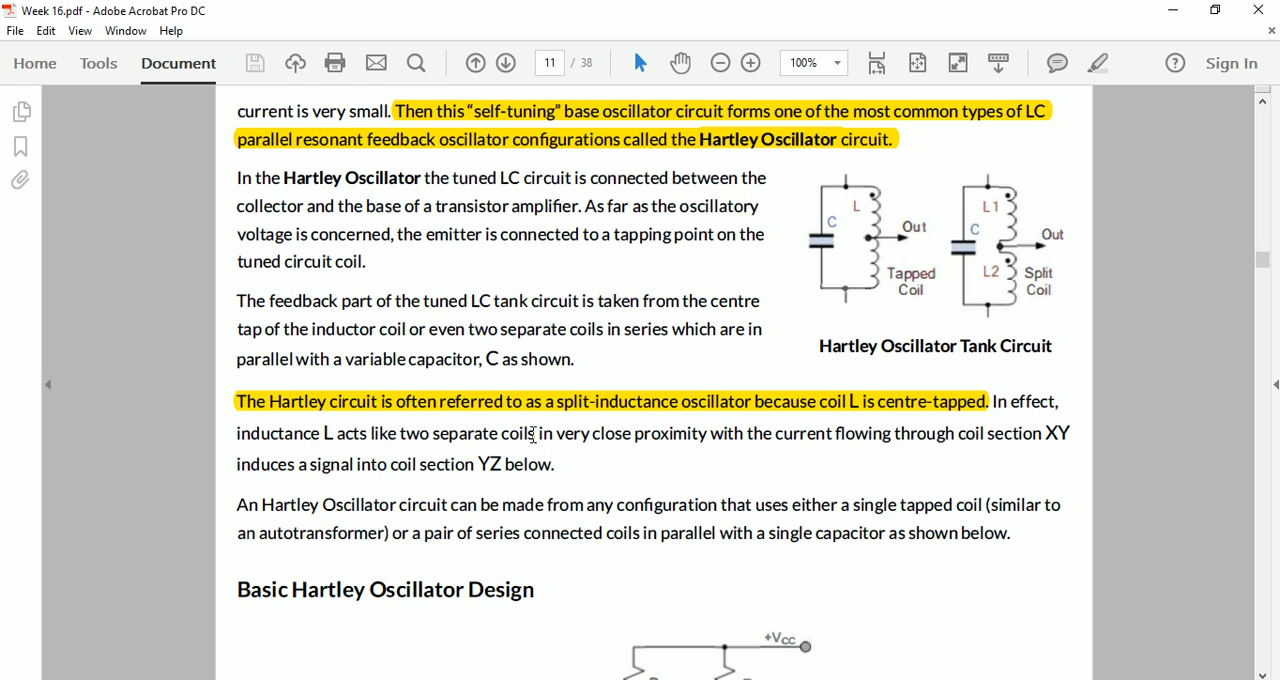 Week 16.pdf - Adobe Acrobat Pro DC
File Edit View Window Help
Home Tools Document 11 / 38 100% Sign In
current is very small. Then this “self-tuning” base oscillator circuit forms one of the most common types of LC
parallel resonant feedback oscillator configurations called the Hartley Oscillator circuit.
In the Hartley Oscillator the tuned LC circuit is connected between the
collector and the base of a transistor amplifier. As far as the oscillatory
voltage is concerned, the emitter is connected to a tapping point on the
tuned circuit coil.
The feedback part of the tuned LC tank circuit is taken from the centre
tap of the inductor coil or even two separate coils in series which are in
parallel with a variable capacitor, C as shown.
L
C
Out
Tapped
Coil
L1
C
Out
L2
Split
Coil
Hartley Oscillator Tank Circuit
The Hartley circuit is often referred to as a split-inductance oscillator because coil L is centre-tapped. In effect,
inductance L acts like two separate coils in very close proximity with the current flowing through coil section XY
induces a signal into coil section YZ below.
An Hartley Oscillator circuit can be made from any configuration that uses either a single tapped coil (similar to
an autotransformer) or a pair of series connected coils in parallel with a single capacitor as shown below.
Basic Hartley Oscillator Design
+Vcc